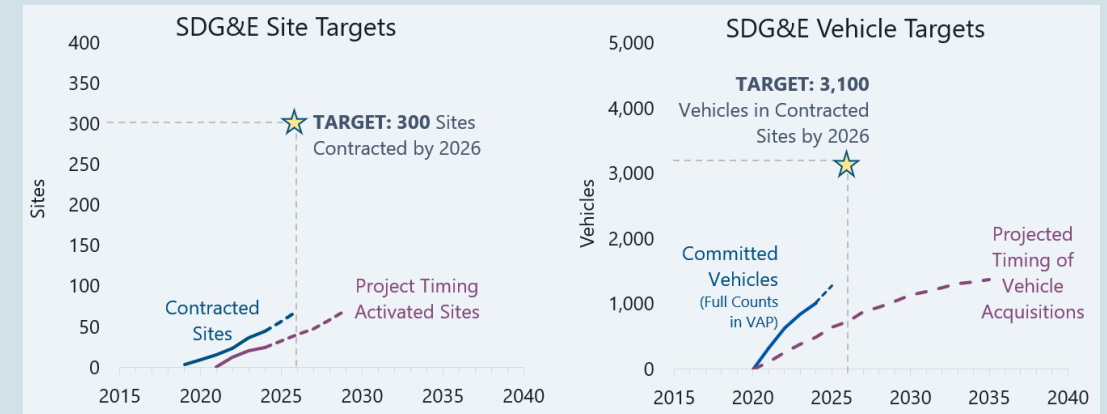 SDG&E Site Targets
400
350
300
250
200
150
100
50
0
Sites
TARGET: 300 Sites
Contracted by 2026
Contracted
Sites
Project Timing
Activated Sites
2015
2020
2025
2030
2035
2040
SDG&E Vehicle Targets
5,000
4,000
3,000
2,000
1,000
0
Vehicles
TARGET: 3,100
Vehicles in Contracted
Sites by 2026
Committed
Vehicles
(Full Counts
in VAP)
Projected
Timing of
Vehicle
Acquisitions
2015
2020
2025
2030
2035
2040